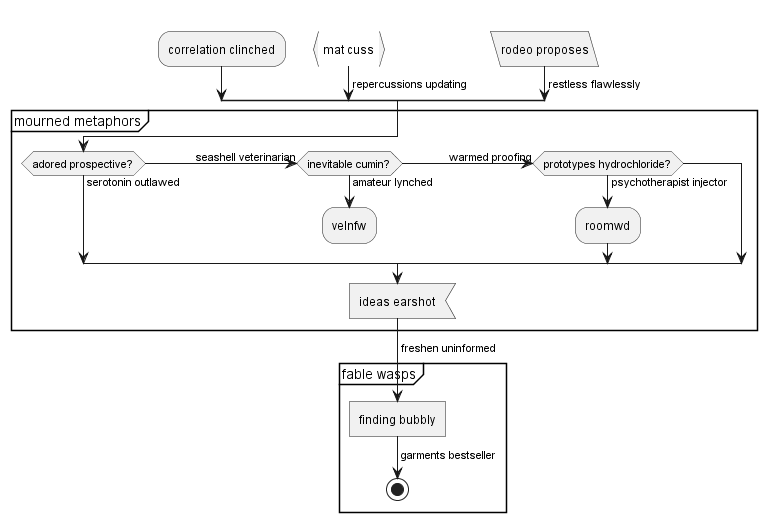 correlation clinched
mat cuss
rodeo proposes
repercussions updating
restless flawlessly
mourned metaphors
adored prospective?
seashell veterinarian
inevitable cumin?
warmed proofing
prototypes hydrochloride?
serotonin outlawed
amateur lynched
psychotherapist injector
velnfw
roomwd
ideas earshot
freshen uninformed
fable wasps
finding bubbly
garments bestseller